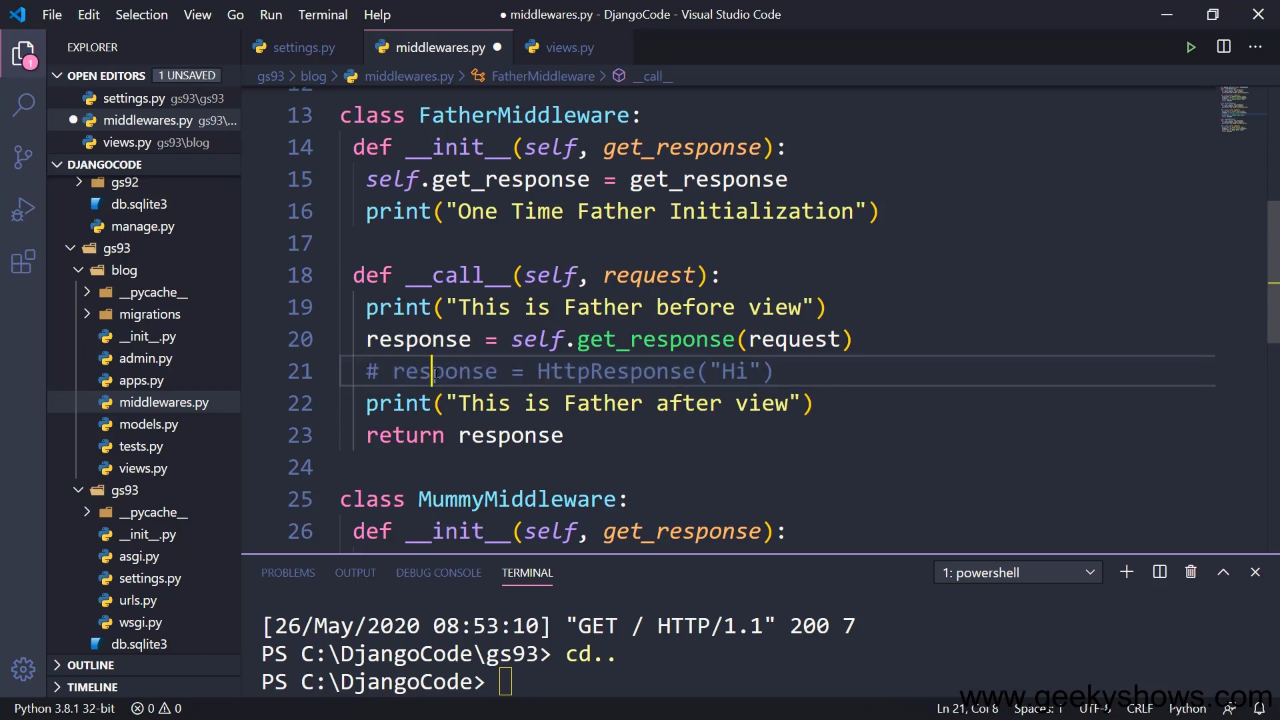 File Edit Selection View Go Run Terminal Help ● middlewares.py - DjangoCode - Visual Studio Code
EXPLORER
OPEN EDITORS 1 UNSAVED
settings.py gs93\gs93
middlewares.py gs93\...
views.py gs93\blog
DJANGOCODE
gs92
db.sqlite3
manage.py
gs93
blog
__pycache__
migrations
__init__.py
admin.py
apps.py
middlewares.py
models.py
tests.py
views.py
gs93
__pycache__
__init__.py
asgi.py
settings.py
urls.py
wsgi.py
db.sqlite3
OUTLINE
TIMELINE
1
settings.py middlewares.py views.py
gs93 > blog > middlewares.py > FatherMiddleware > __call__
12
13 class FatherMiddleware:
14 def __init__(self, get_response):
15 self.get_response = get_response
16 print("One Time Father Initialization")
17
18 def __call__(self, request):
19 print("This is Father before view")
20 response = self.get_response(request)
21 # response = HttpResponse("Hi")
22 print("This is Father after view")
23 return response
24
25 class MummyMiddleware:
26 def __init__(self, get_response):
PROBLEMS OUTPUT DEBUG CONSOLE TERMINAL 1: powershell
[26/May/2020 08:53:10] "GET / HTTP/1.1" 200 7
PS C:\DjangoCode\gs93> cd..
PS C:\DjangoCode>
www.geekyshows.com
Python 3.8.1 32-bit 0 0 Ln 21, Col 8 Spaces: 1 UTF-8 CRLF Python